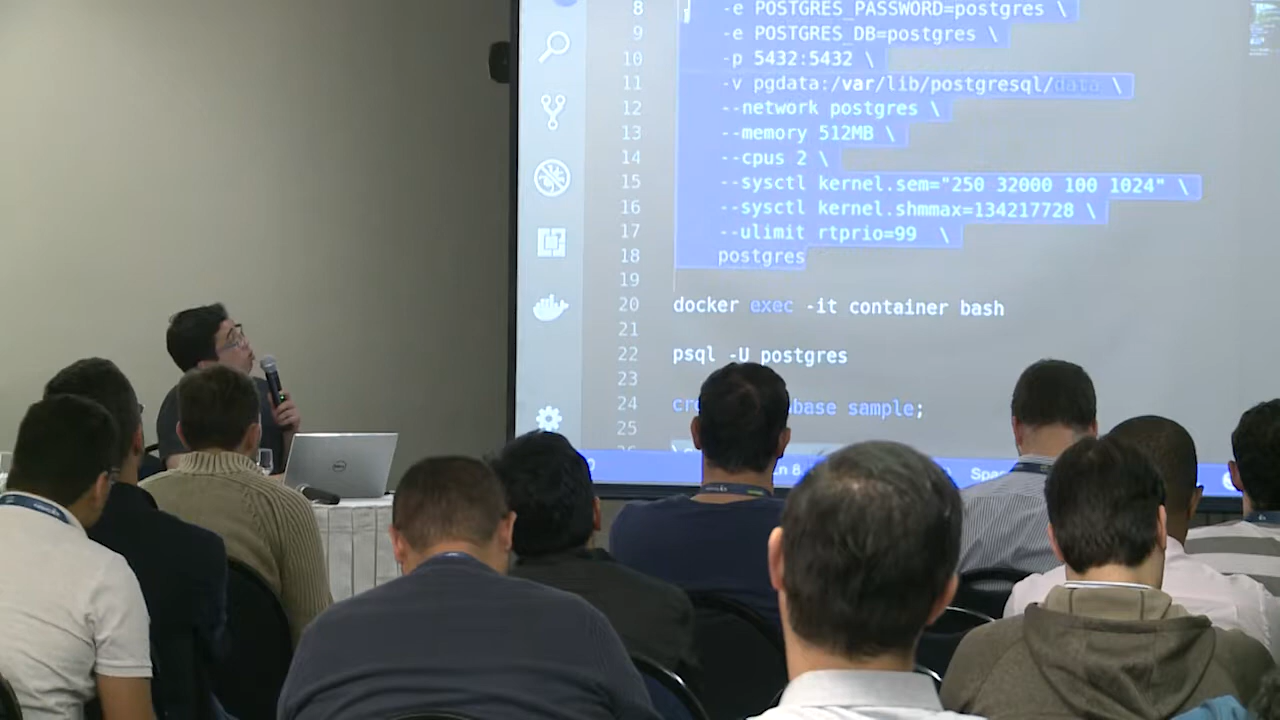 8 -e POSTGRES_PASSWORD=postgres \
9 -e POSTGRES_DB=postgres \
10 -p 5432:5432 \
11 -v pgdata:/var/lib/postgresql/data \
12 --network postgres \
13 --memory 512MB \
14 --cpus 2 \
15 --sysctl kernel.sem="250 32000 100 1024" \
16 --sysctl kernel.shmmax=134217728 \
17 --ulimit rtprio=99 \
18 postgres
19
20 docker exec -it container bash
21
22 psql -U postgres
23
24 sample;
25
Ln 8
DELL